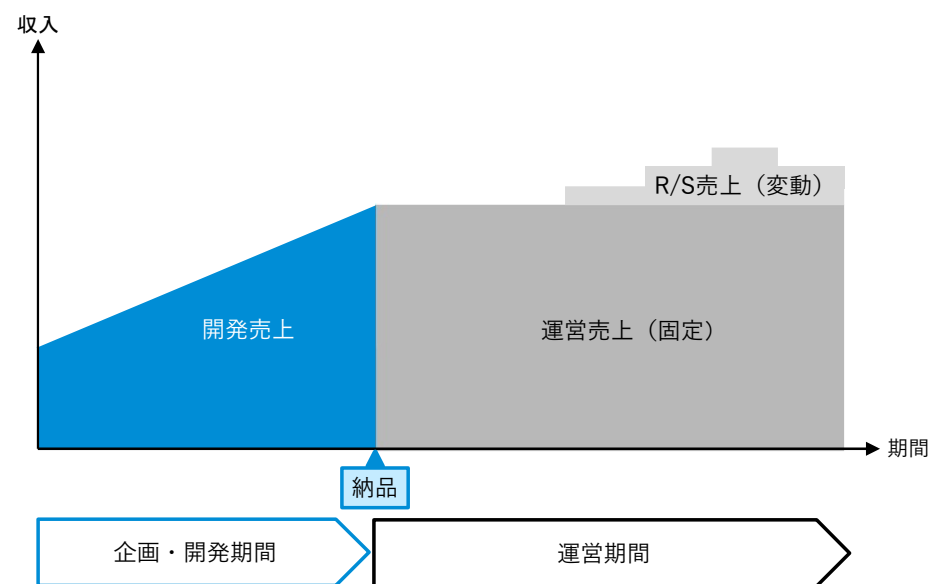 収入
R/S売上（変動）
開発売上
運営売上（固定）
期間
納品
企画・開発期間
運営期間